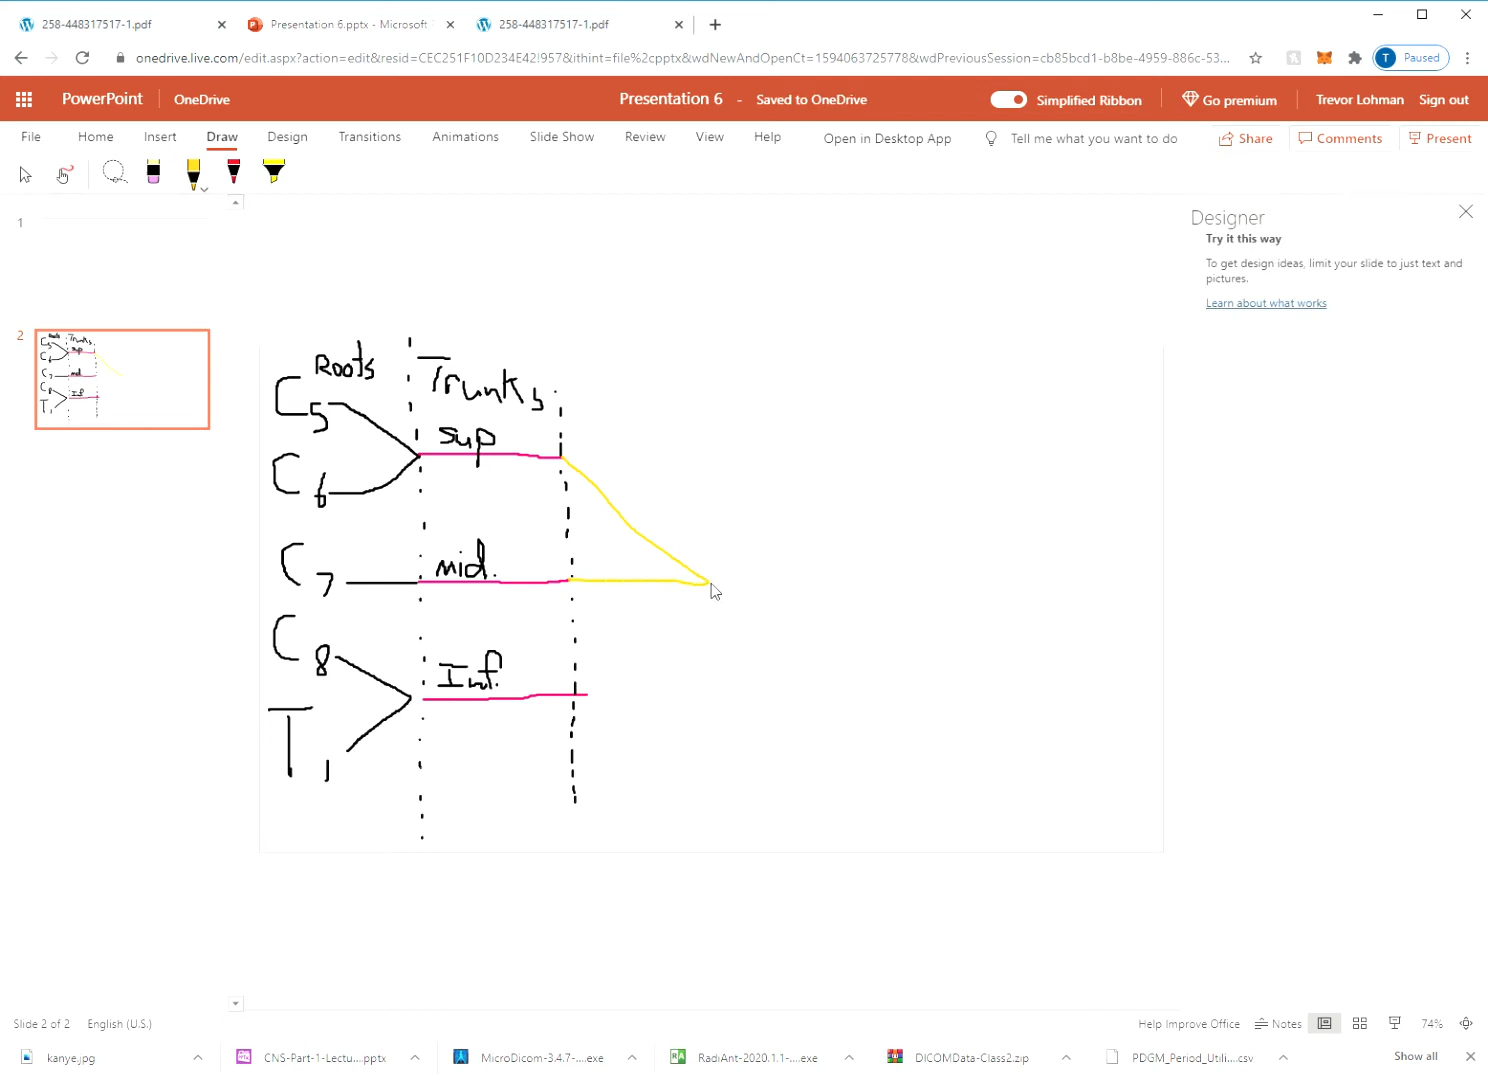 258-448317517-1.pdf
Presentation 6.pptx - Microsoft
258-448317517-1.pdf
onedrive.live.com/edit.aspx?action=edit&resid=CEC251F10D234E42!957&ithint=file%2cpptx&wdNewAndOpenCt=1594063725778&wdPreviousSession=cb85bcd1-b8be-4959-886c-53...
T Paused
PowerPoint OneDrive
Presentation 6 - Saved to OneDrive
Simplified Ribbon Go premium Trevor Lohman Sign out
File Home Insert Draw Design Transitions Animations Slide Show Review View Help Open in Desktop App Tell me what you want to do Share Comments Present
Designer
Try it this way
To get design ideas, limit your slide to just text and
pictures.
Learn about what works
1
2
Roots
Trunks
C5
sup
C6
C7
mid.
C8
Inf.
T1
Slide 2 of 2 English (U.S.)
Help Improve Office Notes 74%
kanye.jpg
CNS-Part-1-Lectu....pptx
MicroDicom-3.4.7-....exe
RadiAnt-2020.1.1-....exe
DICOMData-Class2.zip
PDGM_Period_Utili....csv
Show all